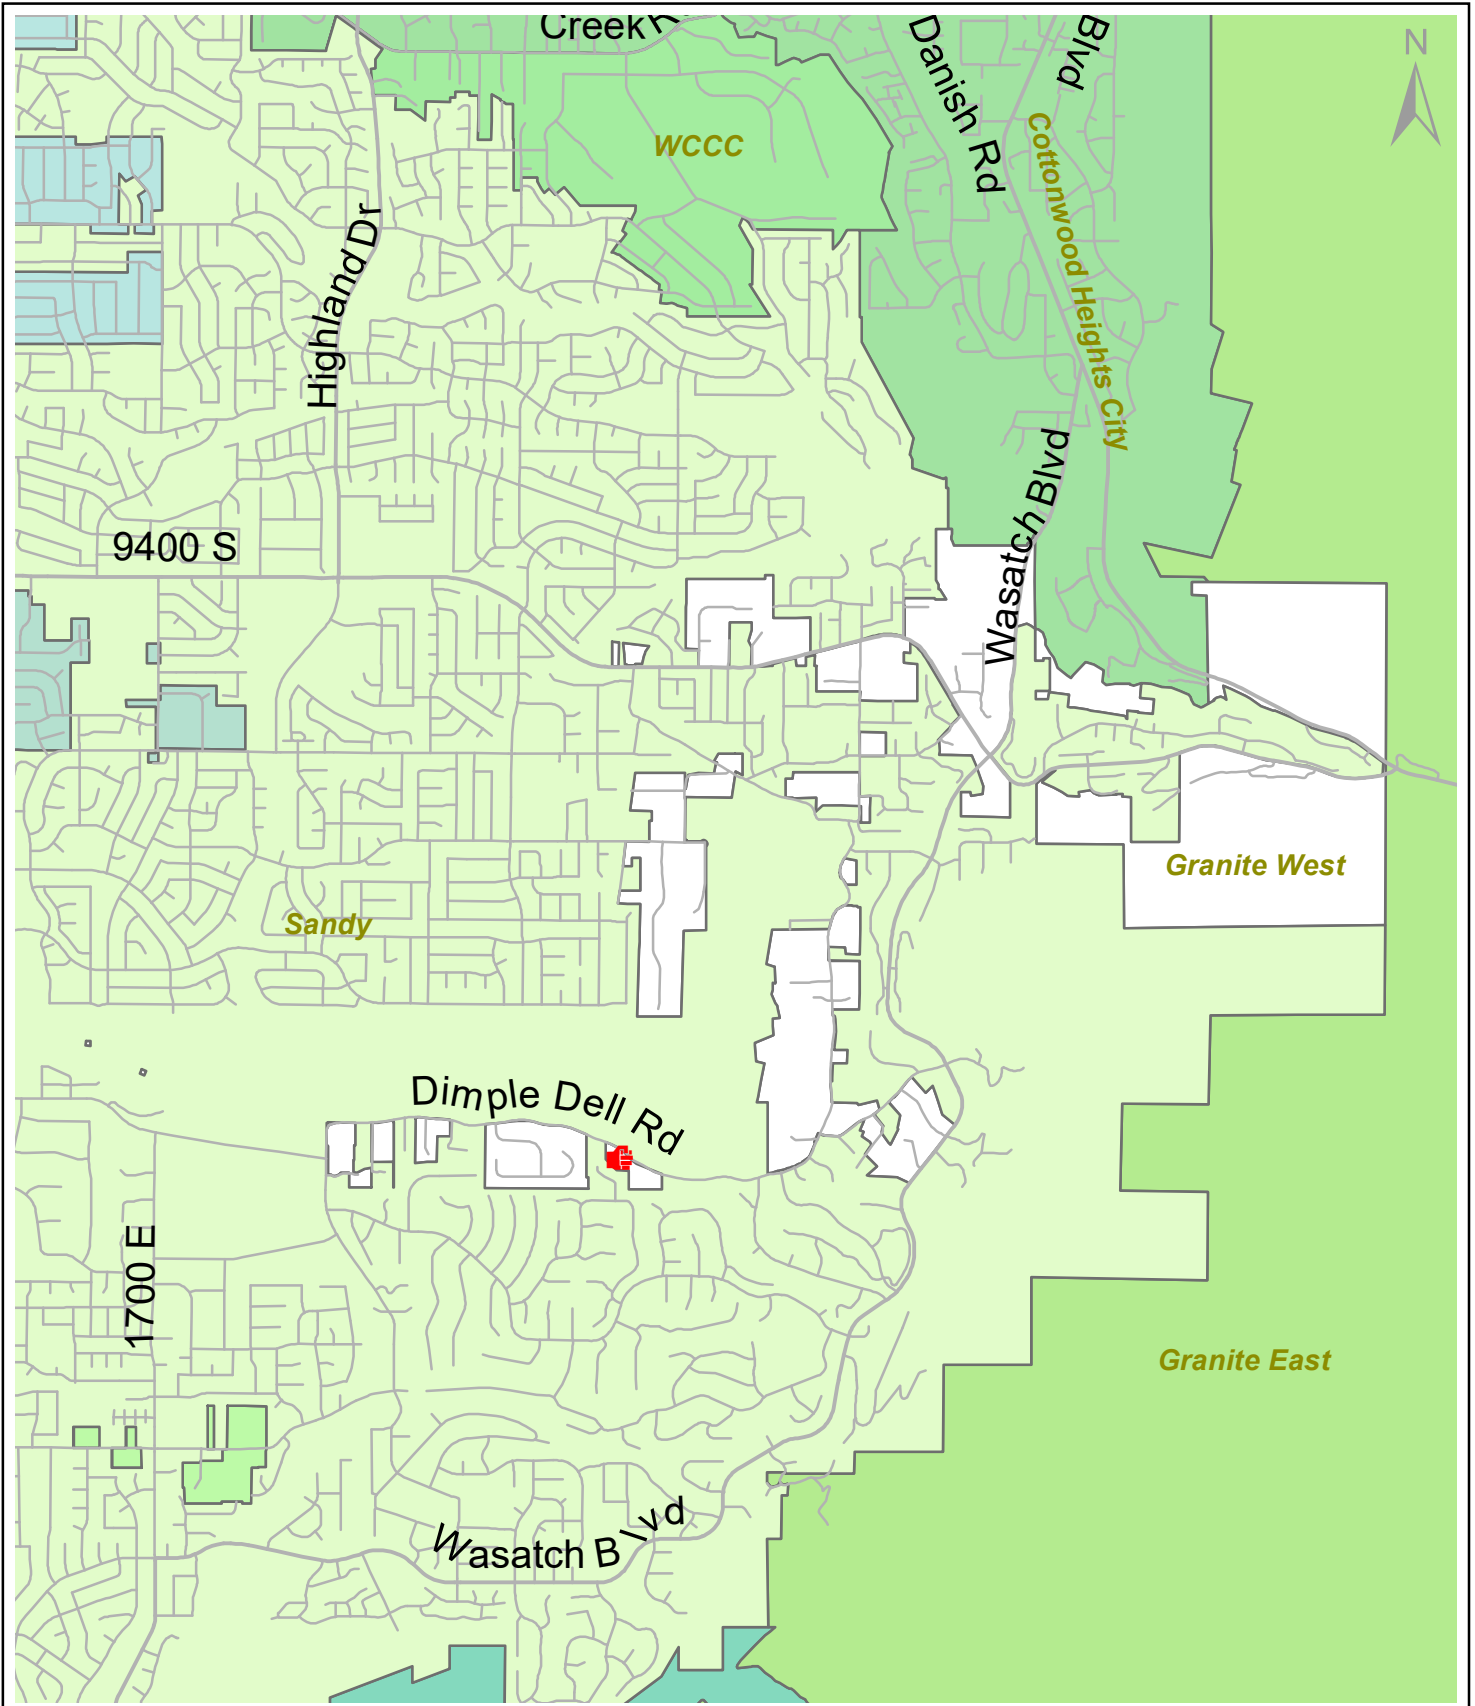 Creek R
Danish Rd
Blvd
N
WCCC
Cottonwood Heights City
Highland Dr
Wasatch Blvd
9400 S
Granite West
Sandy
Dimple Dell Rd
1700 E
Granite East
Wasatch Blvd